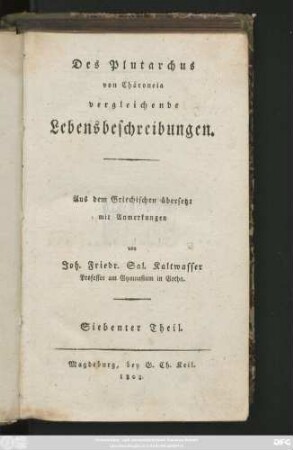 Des Plutarchus
von Chäroneia
vergleichende
Lebensbeschreibungen.
Aus dem Griechischen übersetzt
mit Anmerkungen
von
Joh. Friedr. Sal. Kaltwasser
Professor am Gymnasium in Gotha.
Siebenter Theil.
Magdeburg, bey G. Ch. Keil.
1803.